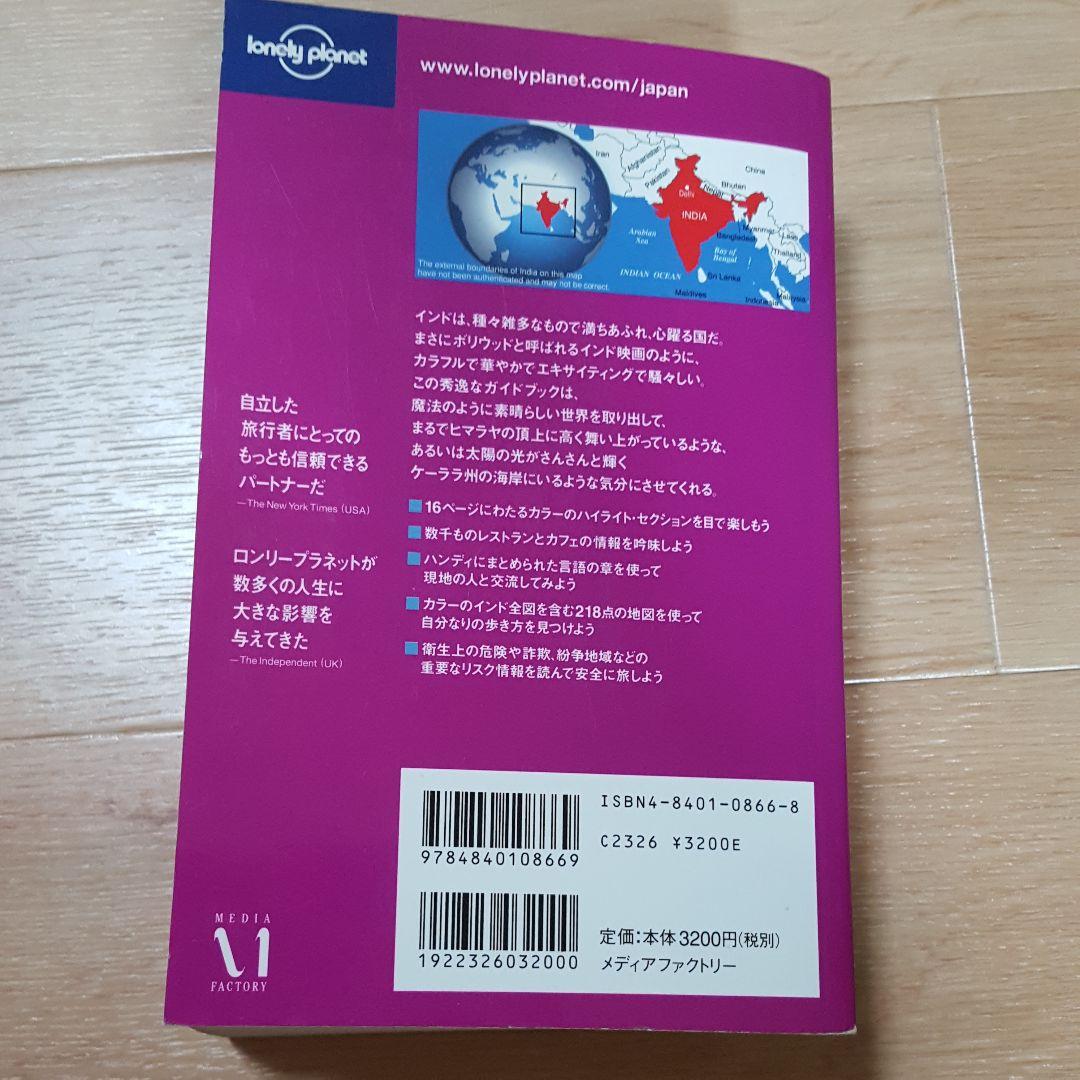 lonely planet
www.lonelyplanet.com/japan
Iran
Afghanistan
Pakistan
China
Delhi
Nepal
Bhutan
INDIA
Bangladesh
Myanmar
Laos
Thailand
Arabian
Sea
Bay of
Bengal
INDIAN OCEAN
Sri Lanka
Maldives
Indonesia
Malaysia
The external boundaries of India on this map
have not been authenticated and may not be correct.
インドは、種々雑多なもので満ちあふれ、心躍る国だ。
まさにボリウッドと呼ばれるインド映画のように、
カラフルで華やかでエキサイティングで騒々しい。
この秀逸なガイドブックは、
魔法のように素晴らしい世界を取り出して、
まるでヒマラヤの頂上に高く舞い上がっているような、
あるいは太陽の光がさんさんと輝く
ケーララ州の海岸にいるような気分にさせてくれる。
16ページにわたるカラーのハイライト・セクションを目で楽しもう
数千ものレストランとカフェの情報を吟味しよう
ハンディにまとめられた言語の章を使って
現地の人と交流してみよう
カラーのインド全図を含む218点の地図を使って
自分なりの歩き方を見つけよう
衛生上の危険や詐欺、紛争地域などの
重要なリスク情報を読んで安全に旅しよう
自立した
旅行者にとっての
もっとも信頼できる
パートナーだ
—The New York Times (USA)
ロンリープラネットが
数多くの人生に
大きな影響を
与えてきた
—The Independent (UK)
ISBN4-8401-0866-8
C2326 ¥3200E
9784840108669
1922326032000
定価:本体3200円(税別)
メディアファクトリー
MEDIA
FACTORY